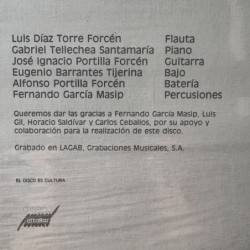 Luis Díaz Torre Forcén Flauta
Gabriel Tellechea Santamaría Piano
José Ignacio Portilla Forcén Guitarra
Eugenio Barrantes Tijerina Bajo
Alfonso Portilla Forcén Batería
Fernando García Masip Percusiones
Queremos dar las gracias a Fernando García Masip, Luis
Gil, Horacio Saldívar y Carlos Ceballos, por su apoyo y
colaboración para la realización de este disco.
Grabado en LAGAB, Grabaciones Musicales, S.A.
EL DISCO ES CULTURA